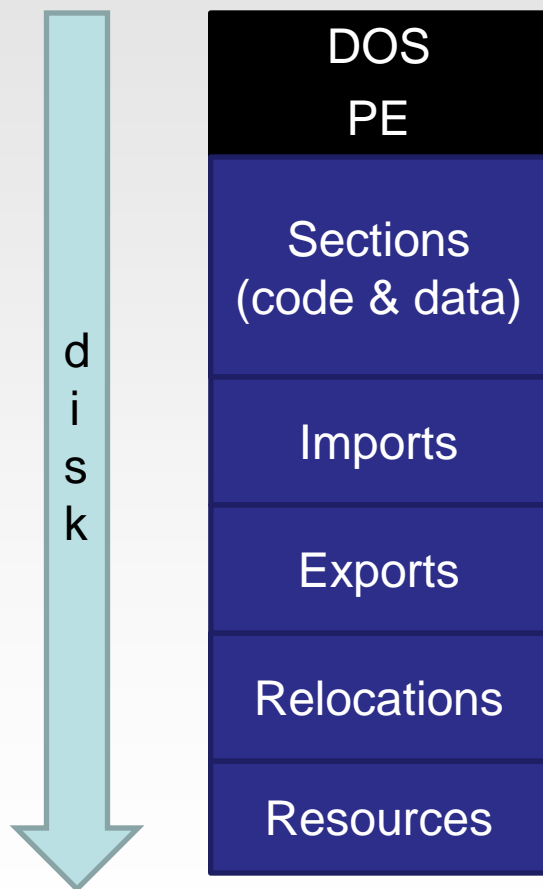 d
i
s
k
DOS
PE
Sections
(code & data)
Imports
Exports
Relocations
Resources